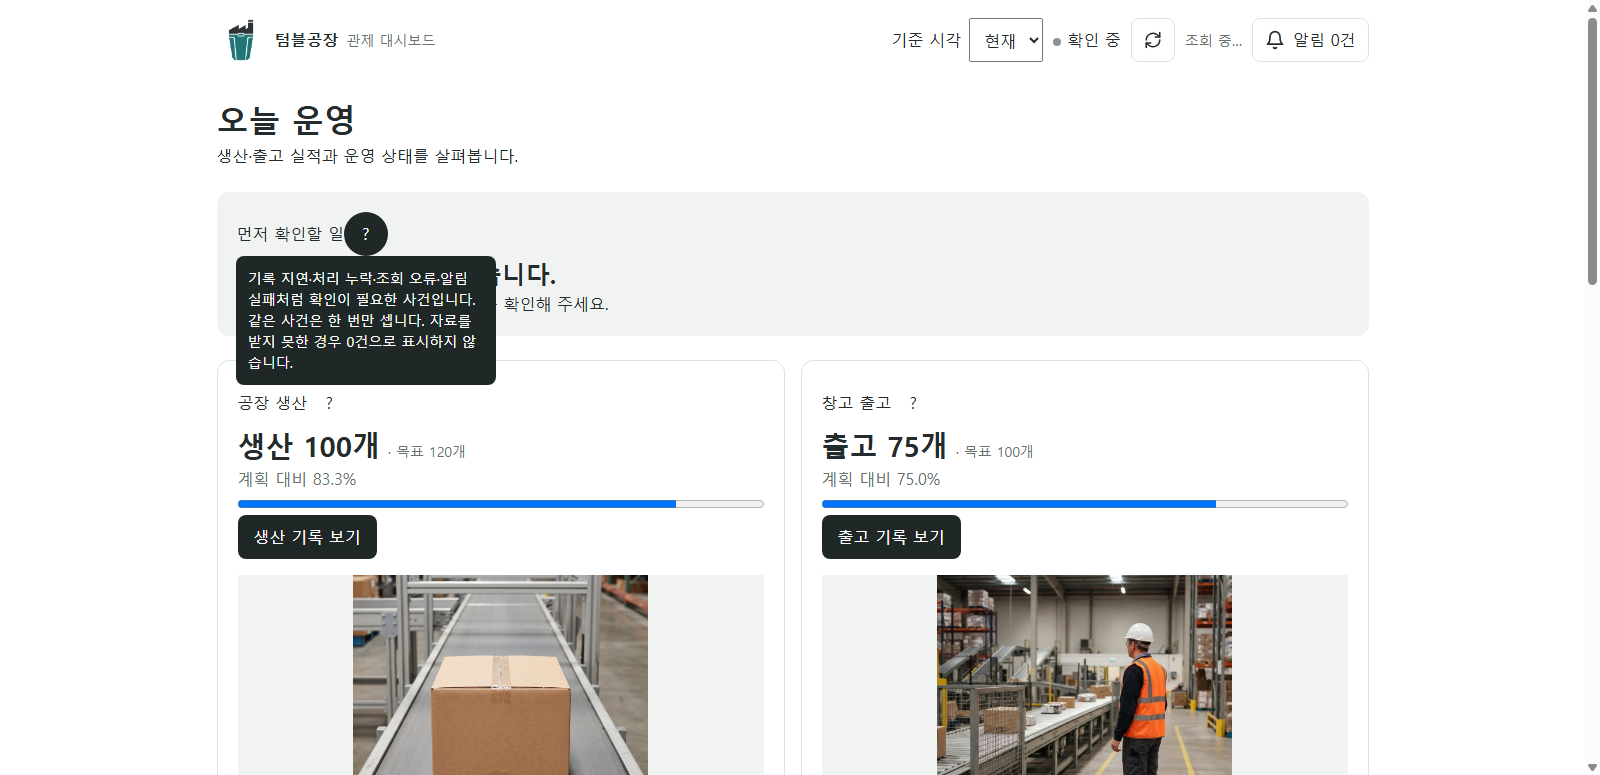 텀블공장 관제 대시보드
기준 시각 현재 확인 중 조회 중... 알림 0건
오늘 운영
생산·출고 실적과 운영 상태를 살펴봅니다.
먼저 확인할 일 ?
기록 지연·처리 누락·조회 오류·알림
실패처럼 확인이 필요한 사건입니다.
같은 사건은 한 번만 셉니다. 자료를
받지 못한 경우 0건으로 표시하지 않
습니다.
습니다.
확인해 주세요.
공장 생산 ?
생산 100개 · 목표 120개
계획 대비 83.3%
생산 기록 보기
창고 출고 ?
출고 75개 · 목표 100개
계획 대비 75.0%
출고 기록 보기